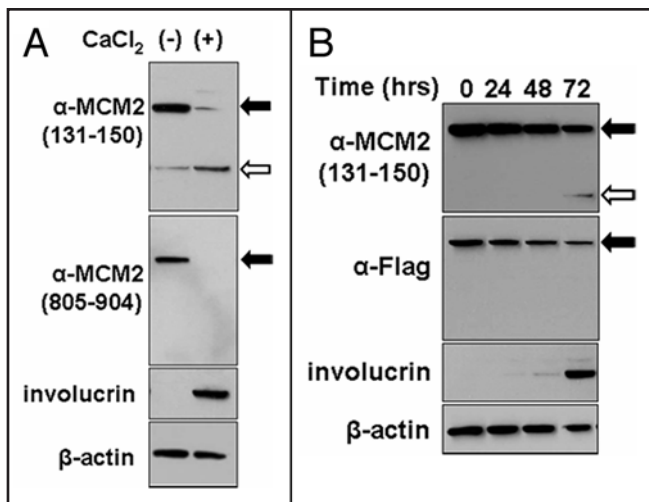 A
CaCl₂ (-) (+)
α-MCM2
(131-150)
α-MCM2
(805-904)
involucrin
β-actin
B
Time (hrs) 0 24 48 72
α-MCM2
(131-150)
α-Flag
involucrin
β-actin